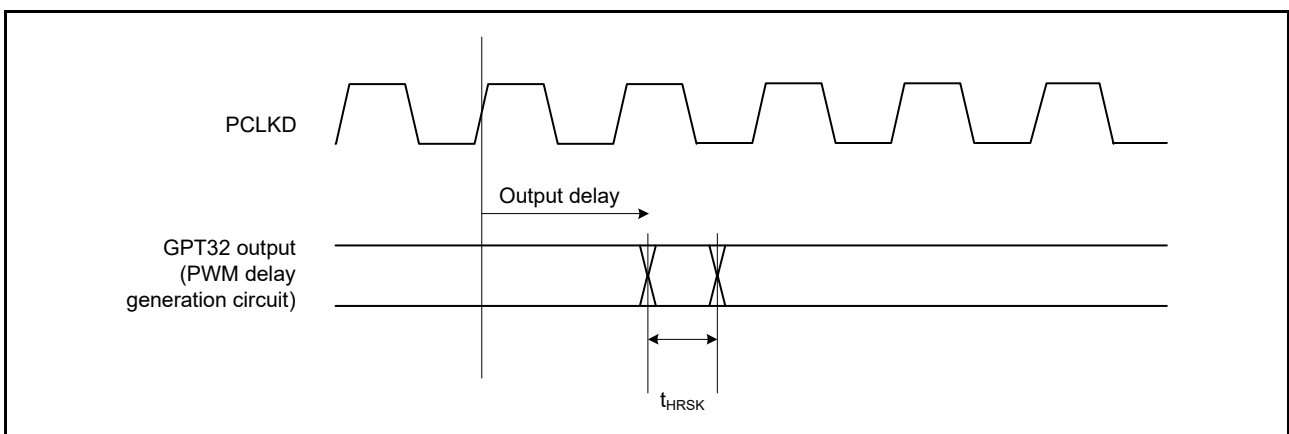 PCLKD
Output delay
GPT32 output
(PWM delay
generation circuit)
tHRSK